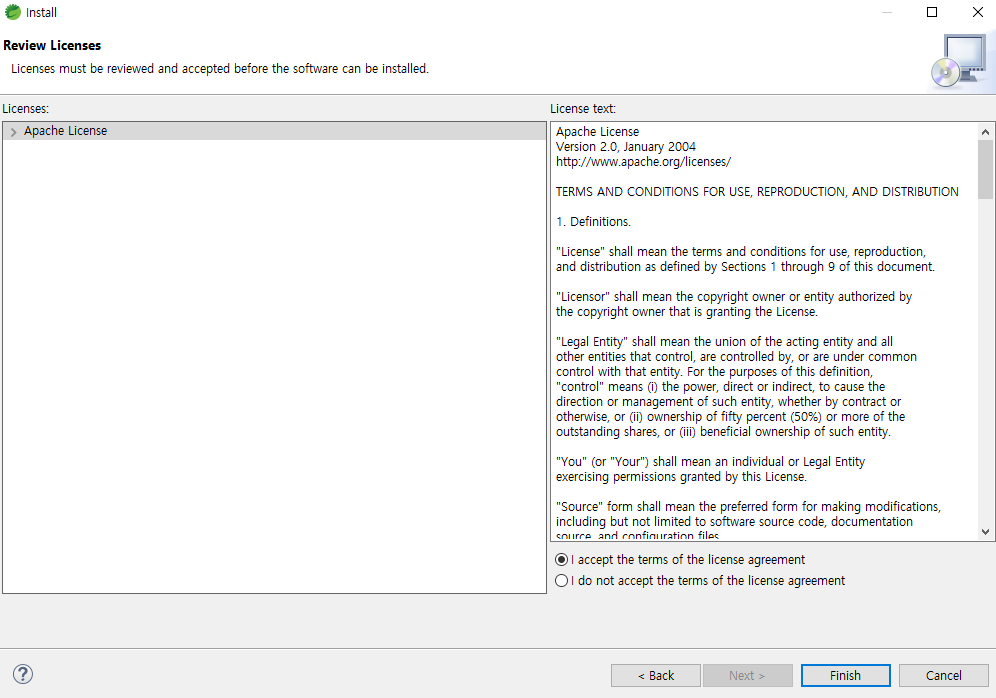 Install
Review Licenses
Licenses must be reviewed and accepted before the software can be installed.
Licenses:
Apache License
License text:
Apache License
Version 2.0, January 2004
http://www.apache.org/licenses/
TERMS AND CONDITIONS FOR USE, REPRODUCTION, AND DISTRIBUTION
1. Definitions.
"License" shall mean the terms and conditions for use, reproduction,
and distribution as defined by Sections 1 through 9 of this document.
"Licensor" shall mean the copyright owner or entity authorized by
the copyright owner that is granting the License.
"Legal Entity" shall mean the union of the acting entity and all
other entities that control, are controlled by, or are under common
control with that entity. For the purposes of this definition,
"control" means (i) the power, direct or indirect, to cause the
direction or management of such entity, whether by contract or
otherwise, or (ii) ownership of fifty percent (50%) or more of the
outstanding shares, or (iii) beneficial ownership of such entity.
"You" (or "Your") shall mean an individual or Legal Entity
exercising permissions granted by this License.
"Source" form shall mean the preferred form for making modifications,
including but not limited to software source code, documentation
source, and configuration files.
I accept the terms of the license agreement
I do not accept the terms of the license agreement
?
< Back
Next >
Finish
Cancel